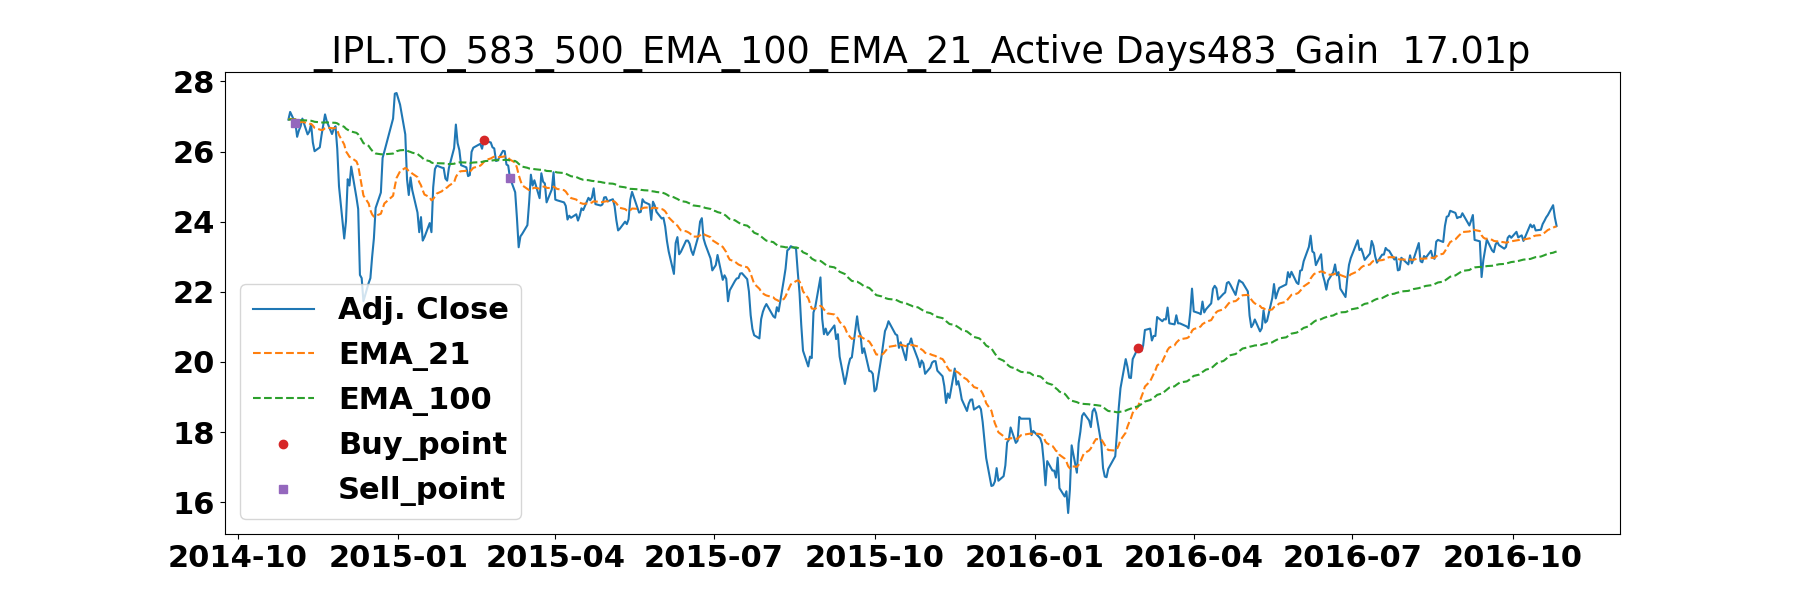 _IPL.TO_583_500_EMA_100_EMA_21_Active Days483_Gain  17.01p
28
26
24
22
20
18
16
Adj. Close
EMA_21
EMA_100
Buy_point
Sell_point
2014-10 2015-01 2015-04 2015-07 2015-10 2016-01 2016-04 2016-07 2016-10